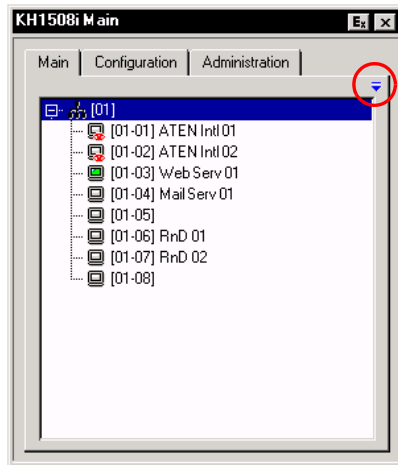 KH1508i Main Ex
Main Configuration Administration
[01]
[01-01] ATEN Intl 01
[01-02] ATEN Intl 02
[01-03] Web Serv 01
[01-04] Mail Serv 01
[01-05]
[01-06] RnD 01
[01-07] RnD 02
[01-08]